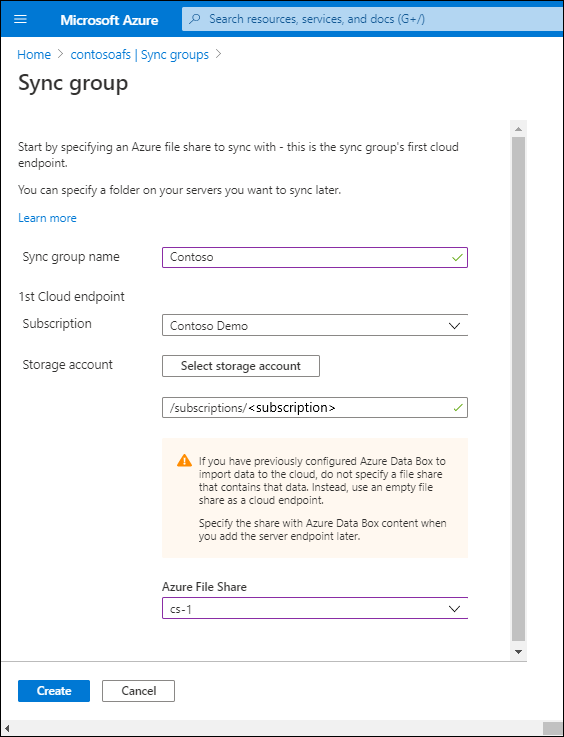 Microsoft Azure
Search resources, services, and docs (G+/)
Home > contosoafs | Sync groups >
Sync group
Start by specifying an Azure file share to sync with - this is the sync group's first cloud
endpoint.
You can specify a folder on your servers you want to sync later.
Learn more
Sync group name
Contoso
1st Cloud endpoint
Subscription
Contoso Demo
Storage account
Select storage account
/subscriptions/<subscription>
If you have previously configured Azure Data Box to
import data to the cloud, do not specify a file share
that contains that data. Instead, use an empty file
share as a cloud endpoint.
Specify the share with Azure Data Box content when
you add the server endpoint later.
Azure File Share
cs-1
Create
Cancel